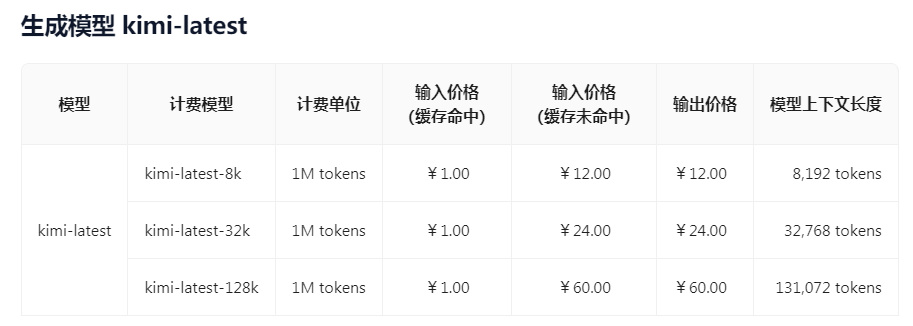 生成模型 kimi-latest
模型 计费模型 计费单位 输入价格 (缓存命中) 输入价格 (缓存未命中) 输出价格 模型上下文长度
kimi-latest-8k 1M tokens ￥1.00 ￥12.00 ￥12.00 8,192 tokens
kimi-latest kimi-latest-32k 1M tokens ￥1.00 ￥24.00 ￥24.00 32,768 tokens
kimi-latest-128k 1M tokens ￥1.00 ￥60.00 ￥60.00 131,072 tokens